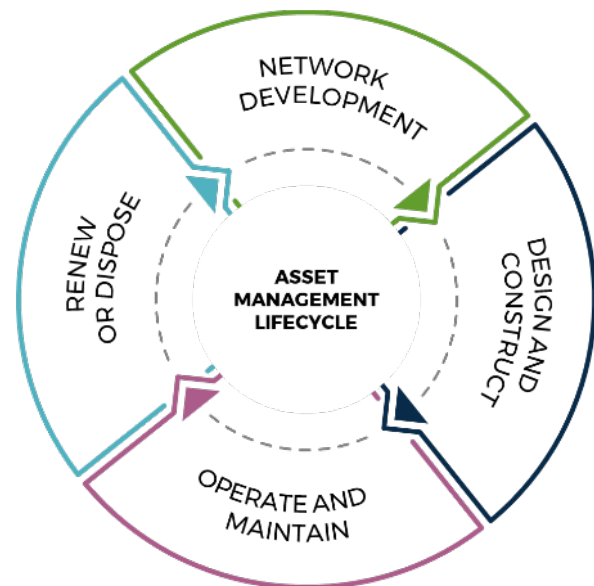 NETWORK
DEVELOPMENT
DESIGN AND
CONSTRUCT
OPERATE AND
MAINTAIN
RENEW
OR DISPOSE
ASSET
MANAGEMENT
LIFECYCLE